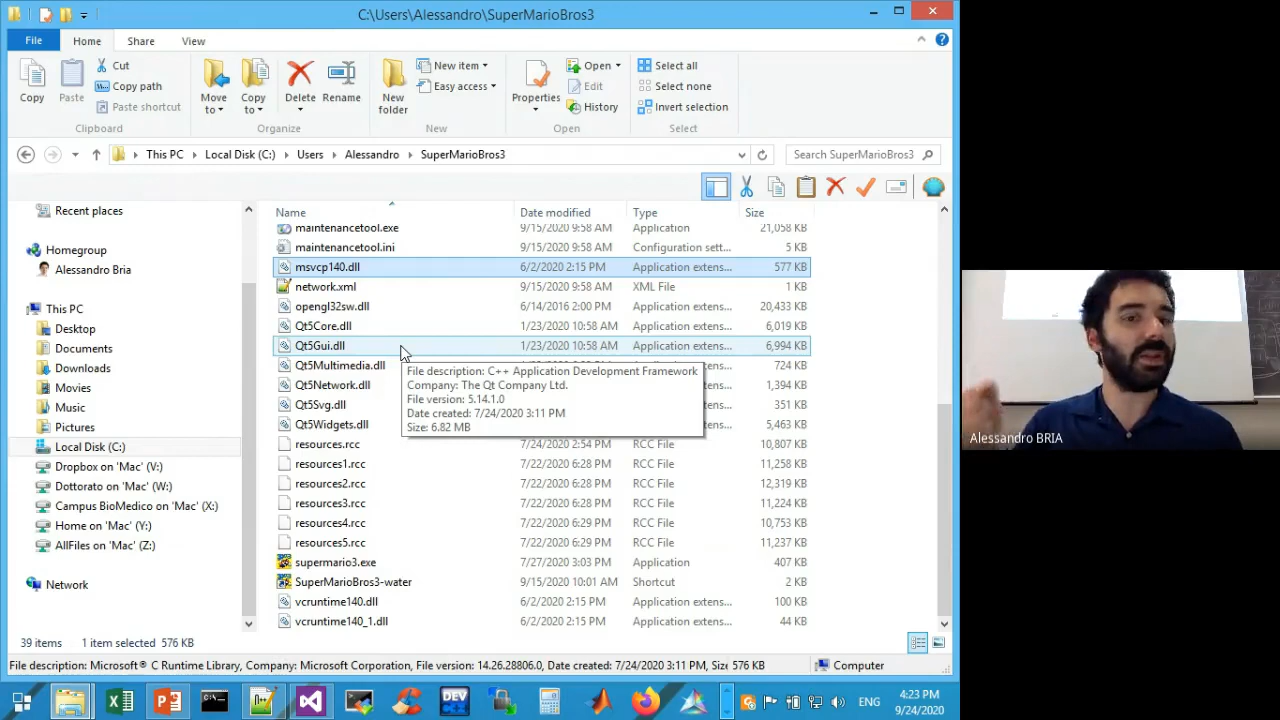 C:\Users\Alessandro\SuperMarioBros3
File Home Share View
Copy Paste Cut Copy path Paste shortcut Clipboard
Move to Copy to Delete Rename Organize
New folder New item Easy access New
Properties Open Edit History Open
Select all Select none Invert selection Select
This PC Local Disk (C:) Users Alessandro SuperMarioBros3 Search SuperMarioBros3
Recent places
Homegroup
Alessandro Bria
This PC
Desktop
Documents
Downloads
Movies
Music
Pictures
Local Disk (C:)
Dropbox on 'Mac' (V:)
Dottorato on 'Mac' (W:)
Campus BioMedico on 'Mac' (X:)
Home on 'Mac' (Y:)
AllFiles on 'Mac' (Z:)
Network
Name Date modified Type Size
maintenancetool.exe 9/15/2020 9:58 AM Application 21,058 KB
maintenancetool.ini 9/15/2020 9:58 AM Configuration sett... 5 KB
msvcp140.dll 6/2/2020 2:15 PM Application extens... 577 KB
network.xml 9/15/2020 9:58 AM XML File 1 KB
opengl32sw.dll 6/14/2016 2:00 PM Application extens... 20,433 KB
Qt5Core.dll 1/23/2020 10:58 AM Application extens... 6,019 KB
Qt5Gui.dll 1/23/2020 10:58 AM Application extens... 6,994 KB
Qt5Multimedia.dll 724 KB
Qt5Network.dll 1,394 KB
Qt5Svg.dll
Qt5Widgets.dll 5,463 KB
File description: C++ Application Development Framework
Company: The Qt Company Ltd.
File version: 5.14.1.0
Date created: 7/24/2020 3:11 PM
Size: 6.82 MB
resources.rcc 7/24/2020 2:54 PM RCC File 10,807 KB
resources1.rcc 7/22/2020 6:28 PM RCC File 11,258 KB
resources2.rcc 7/22/2020 6:28 PM RCC File 12,319 KB
resources3.rcc 7/22/2020 6:28 PM RCC File 11,224 KB
resources4.rcc 7/22/2020 6:29 PM RCC File 10,753 KB
resources5.rcc 7/22/2020 6:29 PM RCC File 11,237 KB
supermario3.exe 7/27/2020 3:03 PM Application 407 KB
SuperMarioBros3-water 9/15/2020 10:01 AM Shortcut 2 KB
vcruntime140.dll 6/2/2020 2:15 PM Application extens... 100 KB
vcruntime140_1.dll 6/2/2020 2:15 PM Application extens... 44 KB
39 items 1 item selected 576 KB
File description: Microsoft® C Runtime Library, Company: Microsoft Corporation, File version: 14.26.28806.0, Date created: 7/24/2020 3:11 PM, Size: 576 KB Computer
DEV ENG 4:23 PM
9/24/2020
Alessandro BRIA